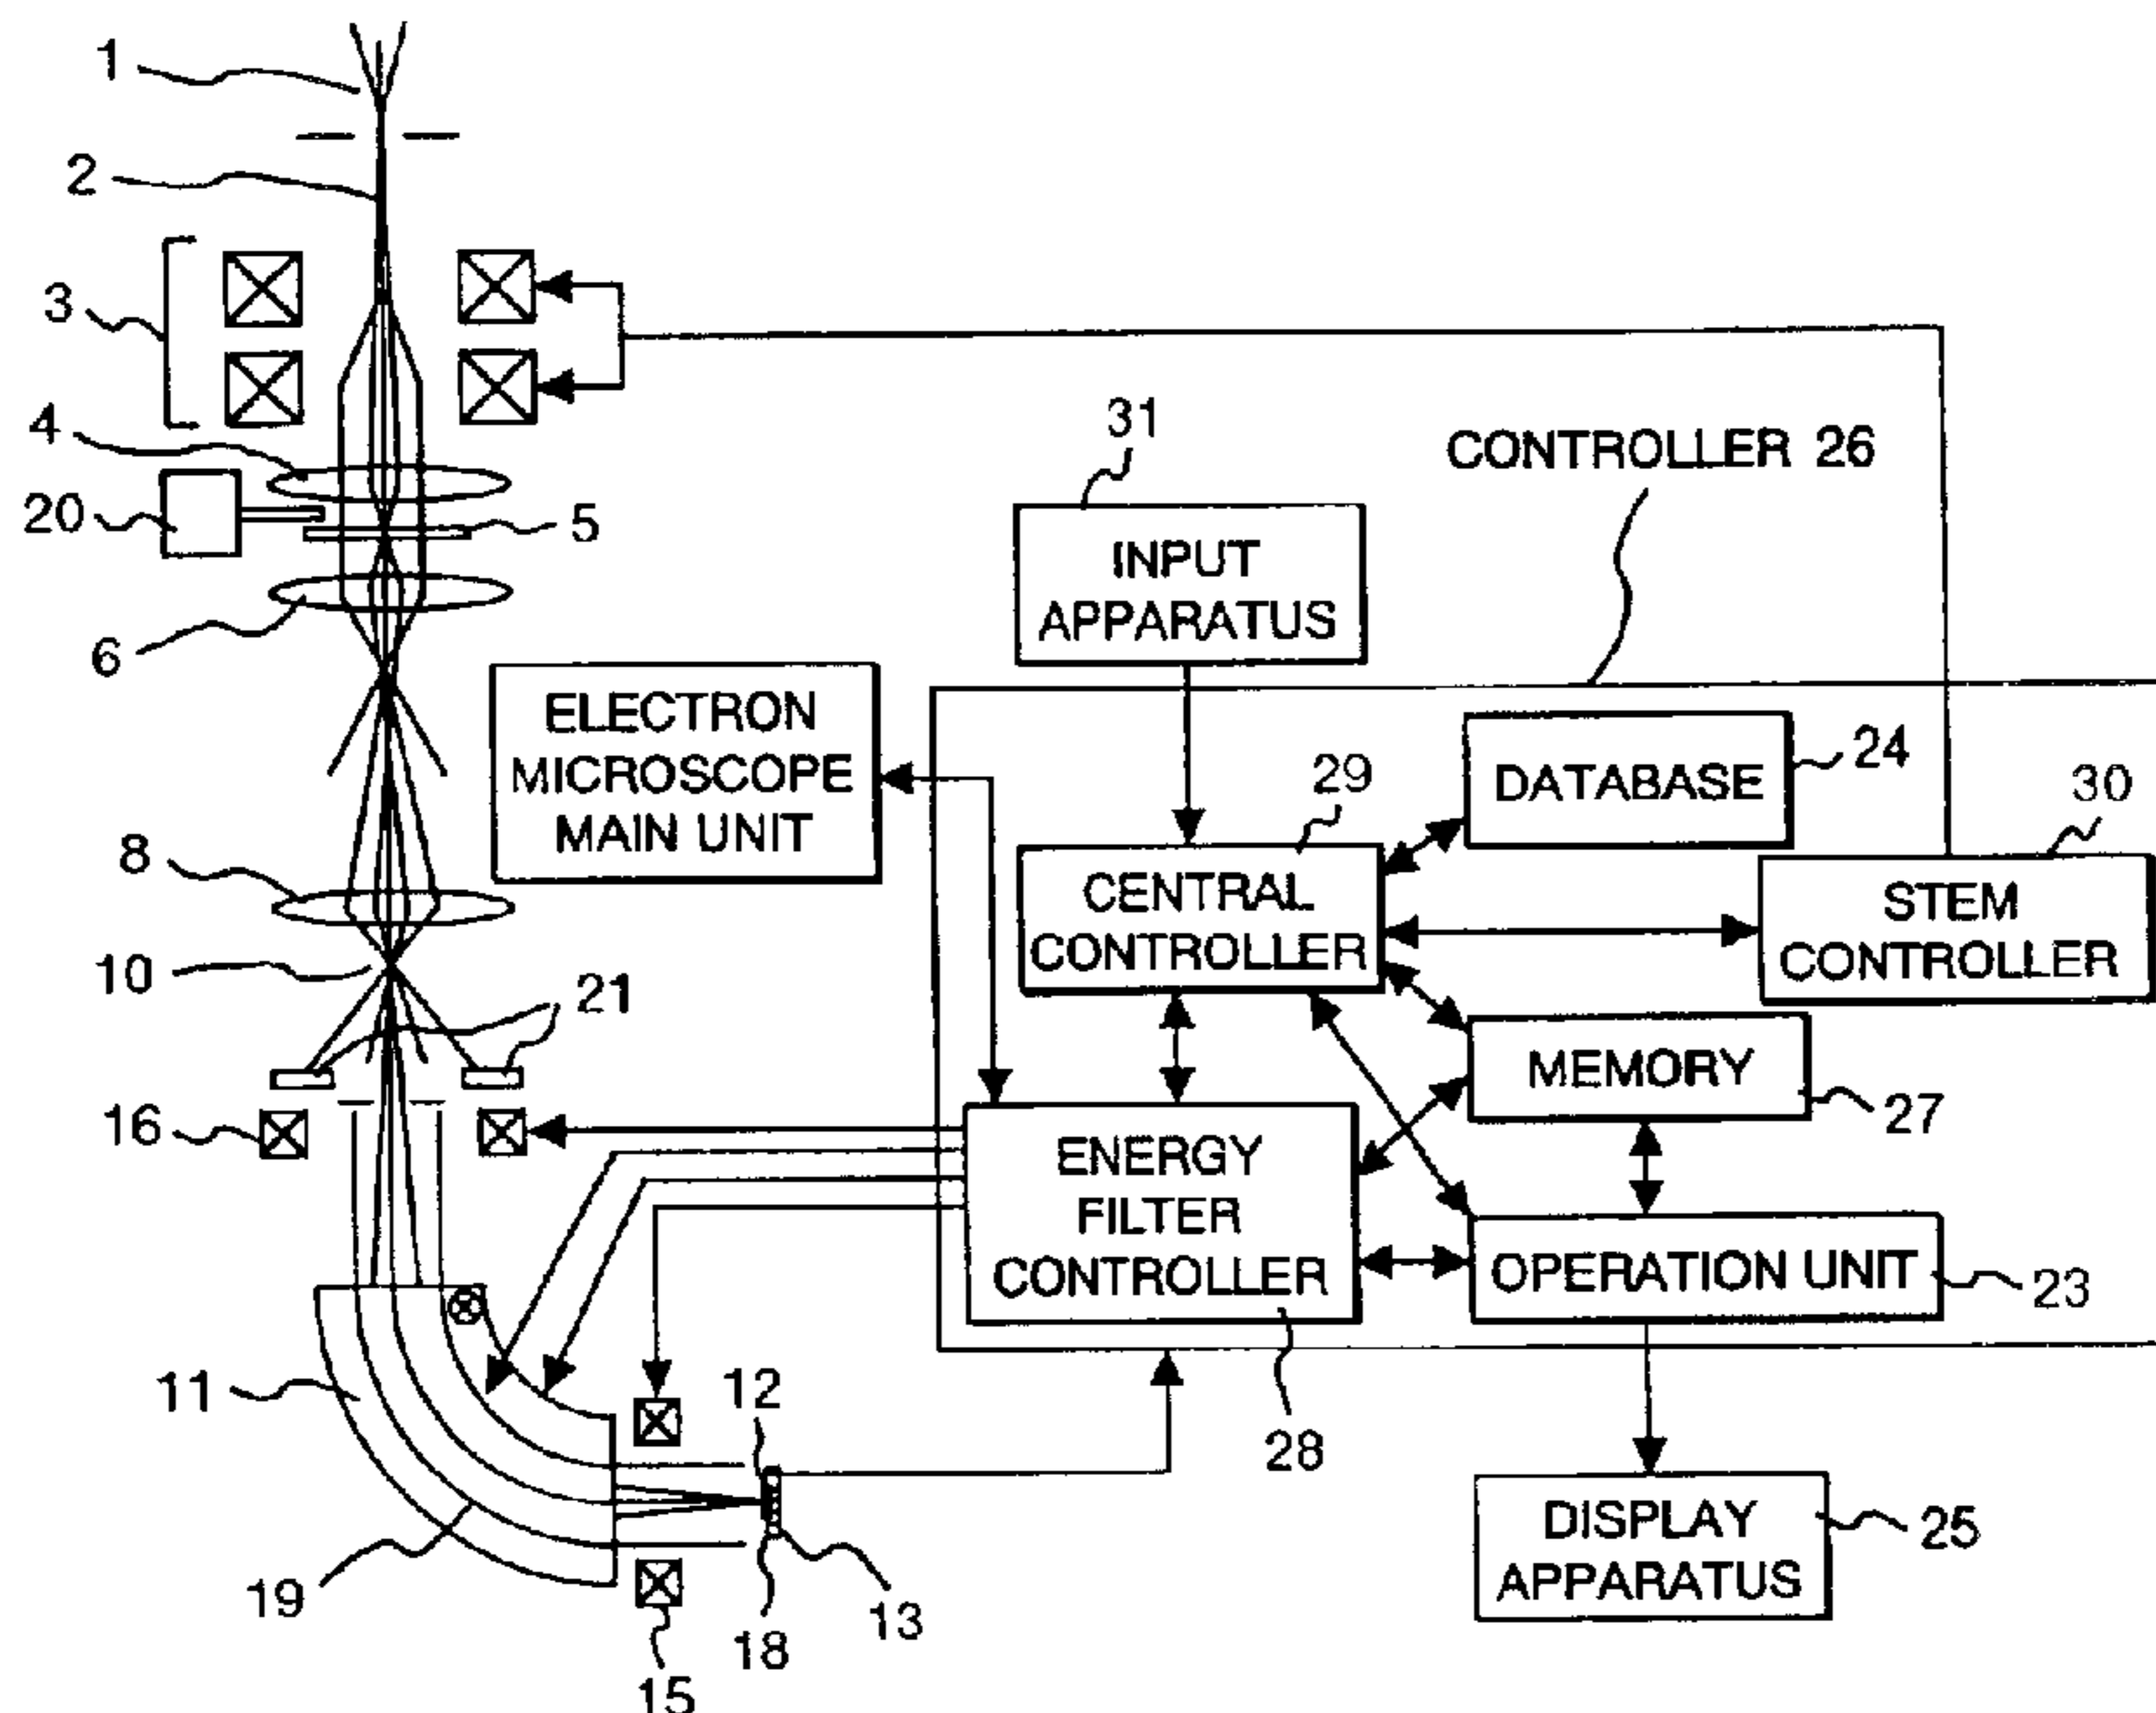 1
2
3
4
20
5
6
31
CONTROLLER 26
INPUT
APPARATUS
ELECTRON
MICROSCOPE
MAIN UNIT
24
DATABASE
29
30
8
CENTRAL
CONTROLLER
STEM
CONTROLLER
10
21
MEMORY
27
16
ENERGY
FILTER
CONTROLLER
OPERATION UNIT
23
11
12
28
DISPLAY
APPARATUS
25
19
18
13
15